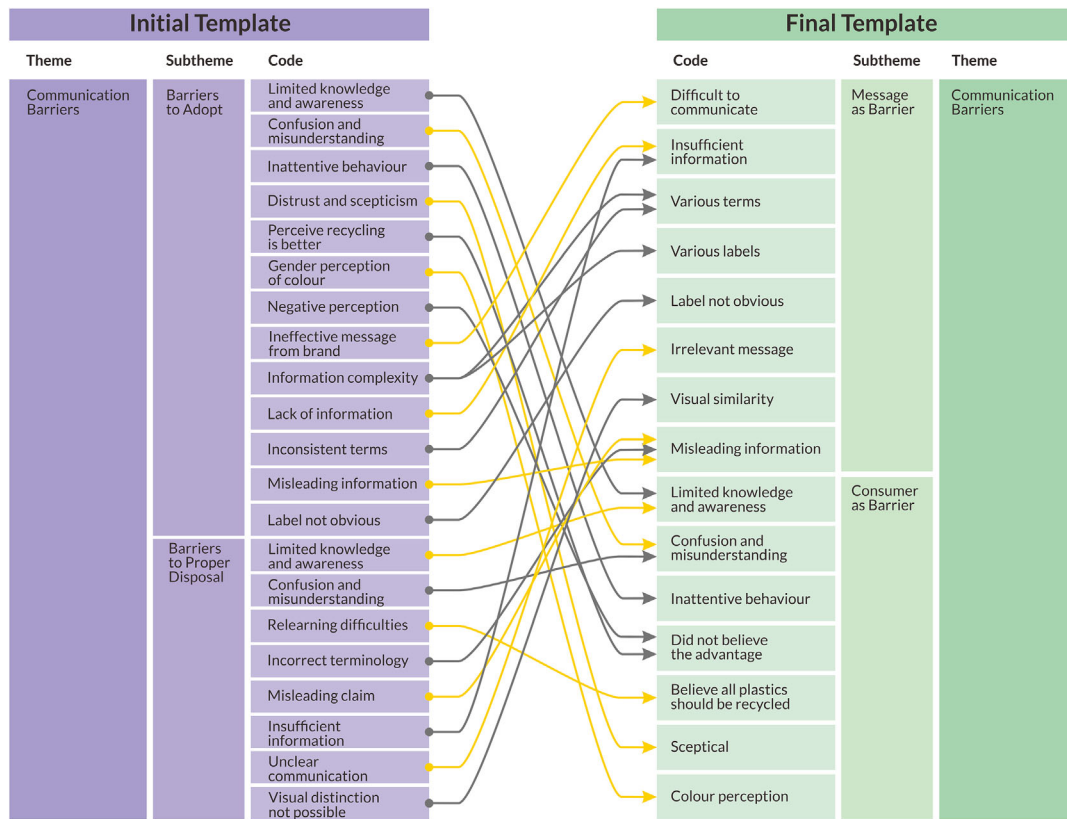 Initial Template
Theme
Subtheme
Code
Communication
Barriers
Barriers
to Adopt
Limited knowledge
and awareness
Confusion and
misunderstanding
Inattentive behaviour
Distrust and scepticism
Perceive recycling
is better
Gender perception
of colour
Negative perception
Ineffective message
from brand
Information complexity
Lack of information
Inconsistent terms
Misleading information
Label not obvious
Barriers
to Proper
Disposal
Limited knowledge
and awareness
Confusion and
misunderstanding
Relearning difficulties
Incorrect terminology
Misleading claim
Insufficient
information
Unclear
communication
Visual distinction
not possible
Final Template
Code
Subtheme
Theme
Difficult to
communicate
Insufficient
information
Various terms
Various labels
Label not obvious
Irrelevant message
Visual similarity
Misleading information
Limited knowledge
and awareness
Confusion and
misunderstanding
Inattentive behaviour
Did not believe
the advantage
Believe all plastics
should be recycled
Sceptical
Colour perception
Message
as Barrier
Consumer
as Barrier
Communication
Barriers